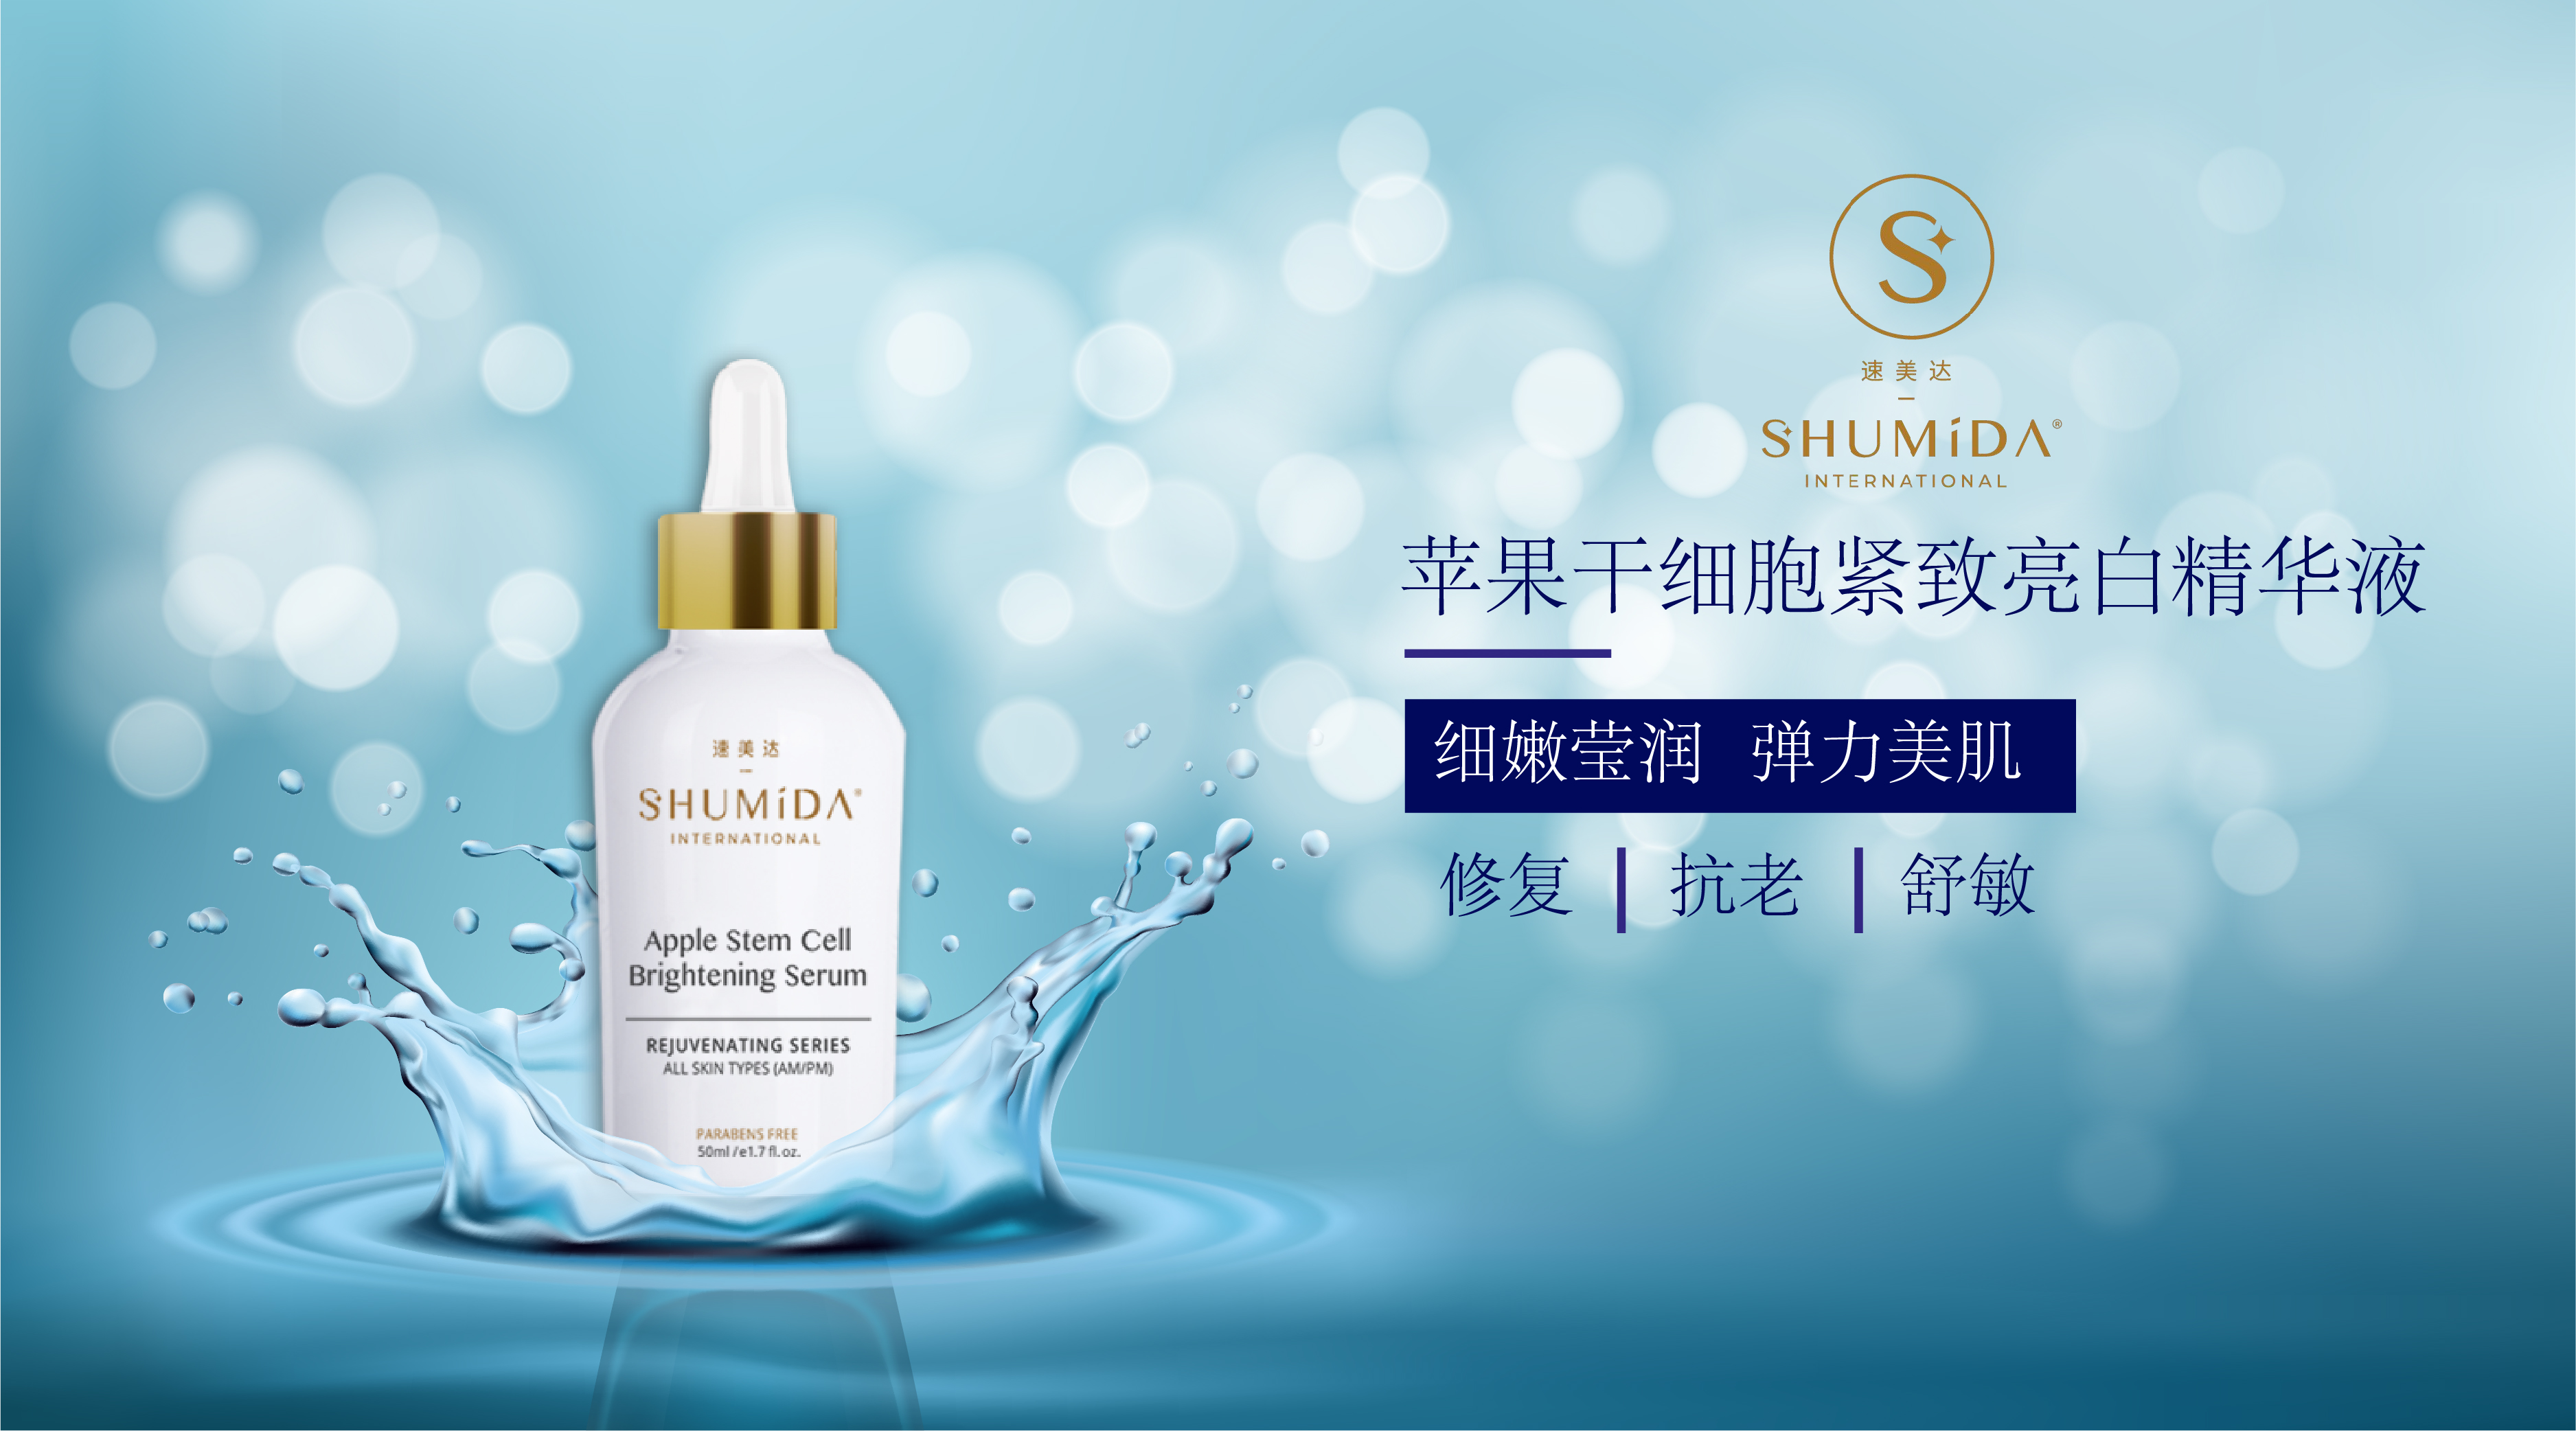 速美达
SHUMiDA®
INTERNATIONAL
Apple Stem Cell
Brightening Serum
REJUVENATING SERIES
ALL SKIN TYPES (AM/PM)
PARABENS FREE
50ml /e1.7 fl.oz.
S
速美达
SHUMiDA®
INTERNATIONAL
苹果干细胞紧致亮白精华液
细嫩莹润 弹力美肌
修复 | 抗老 | 舒敏